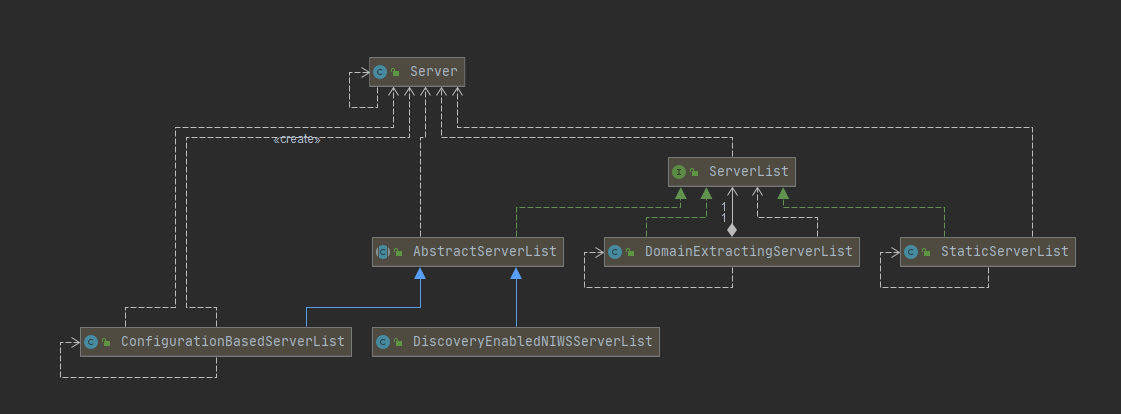 Server
«create»
ServerList
1
1
AbstractServerList
DomainExtractingServerList
StaticServerList
ConfigurationBasedServerList
DiscoveryEnabledNIWSServerList